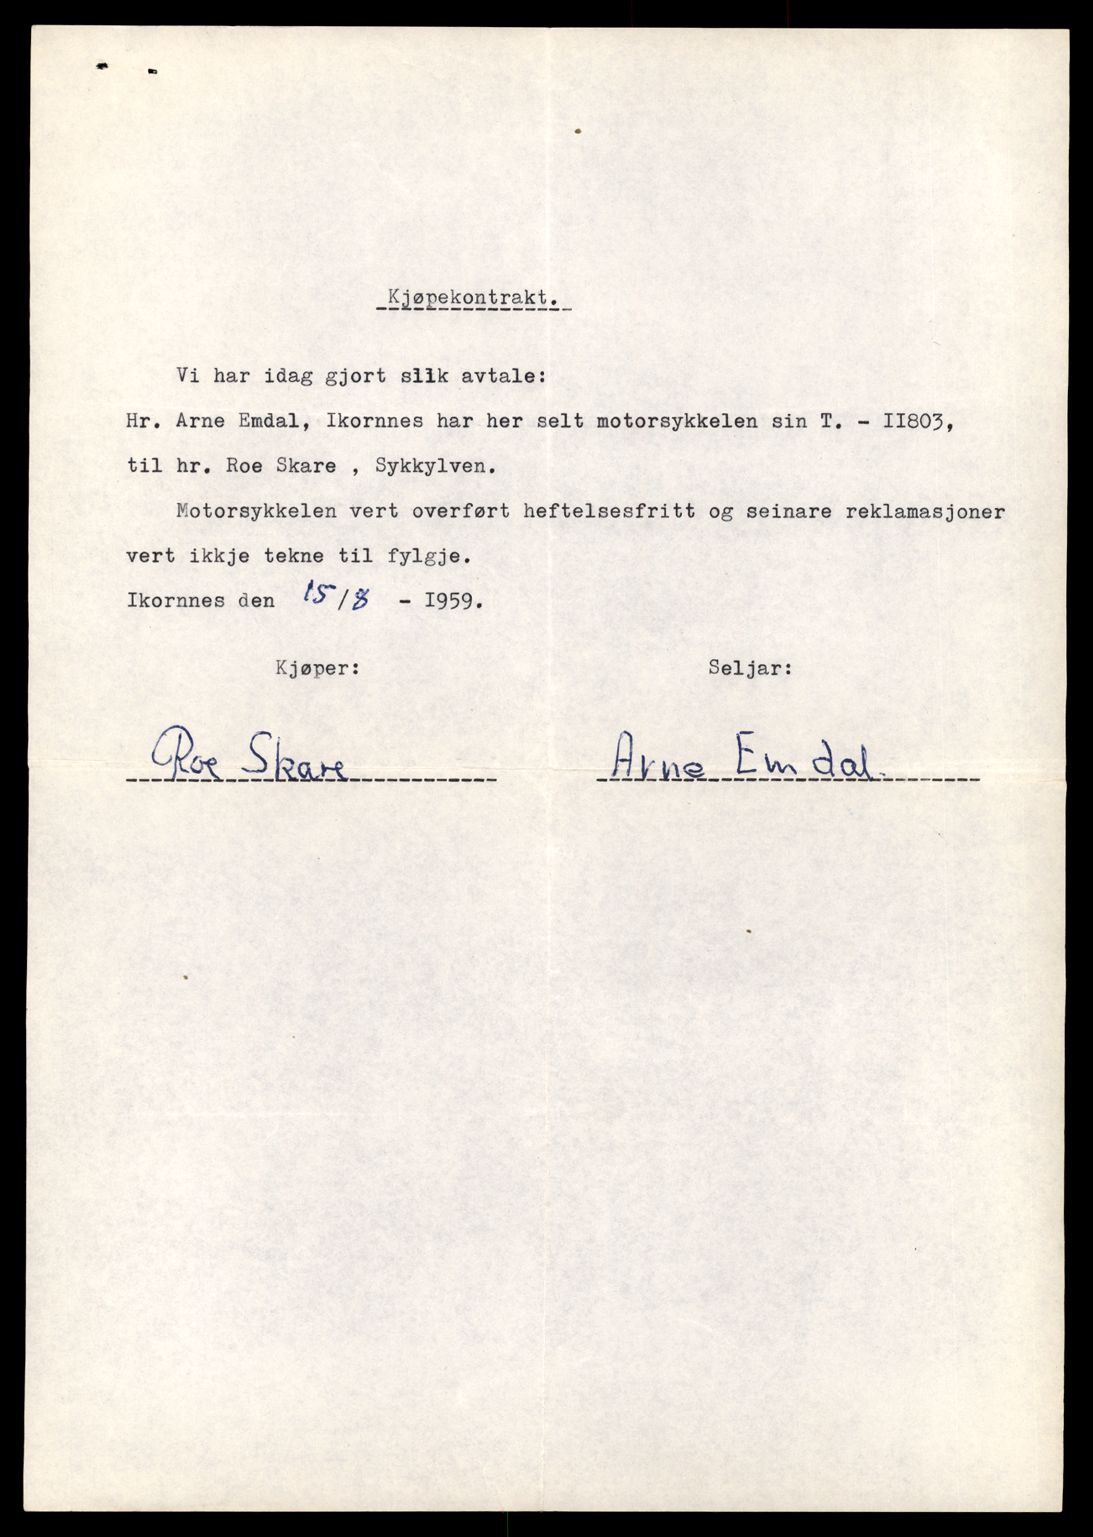 Kjøpekontrakt.
Vi har idag gjort slik avtale:
Hr. Arne Emdal, Ikornnes har her selt motorsykkelen sin T. - II803,
til hr. Roe Skare , Sykkylven.
Motorsykkelen vert overført heftelsesfritt og seinare reklamasjoner
vert ikkje tekne til fylgje.
Ikornnes den 15/8 - I959.
Kjøper: Seljar:
Roe Skare Arne Emdal.